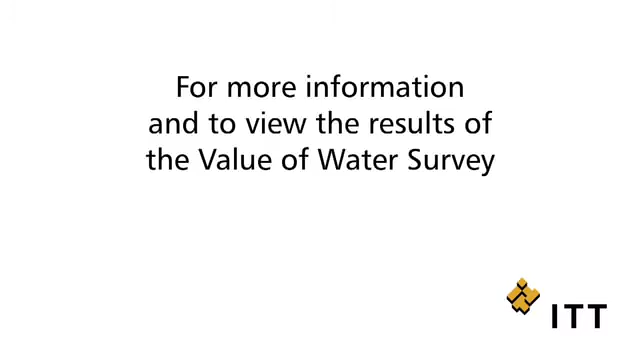 For more information
and to view the results of
the Value of Water Survey
ITT